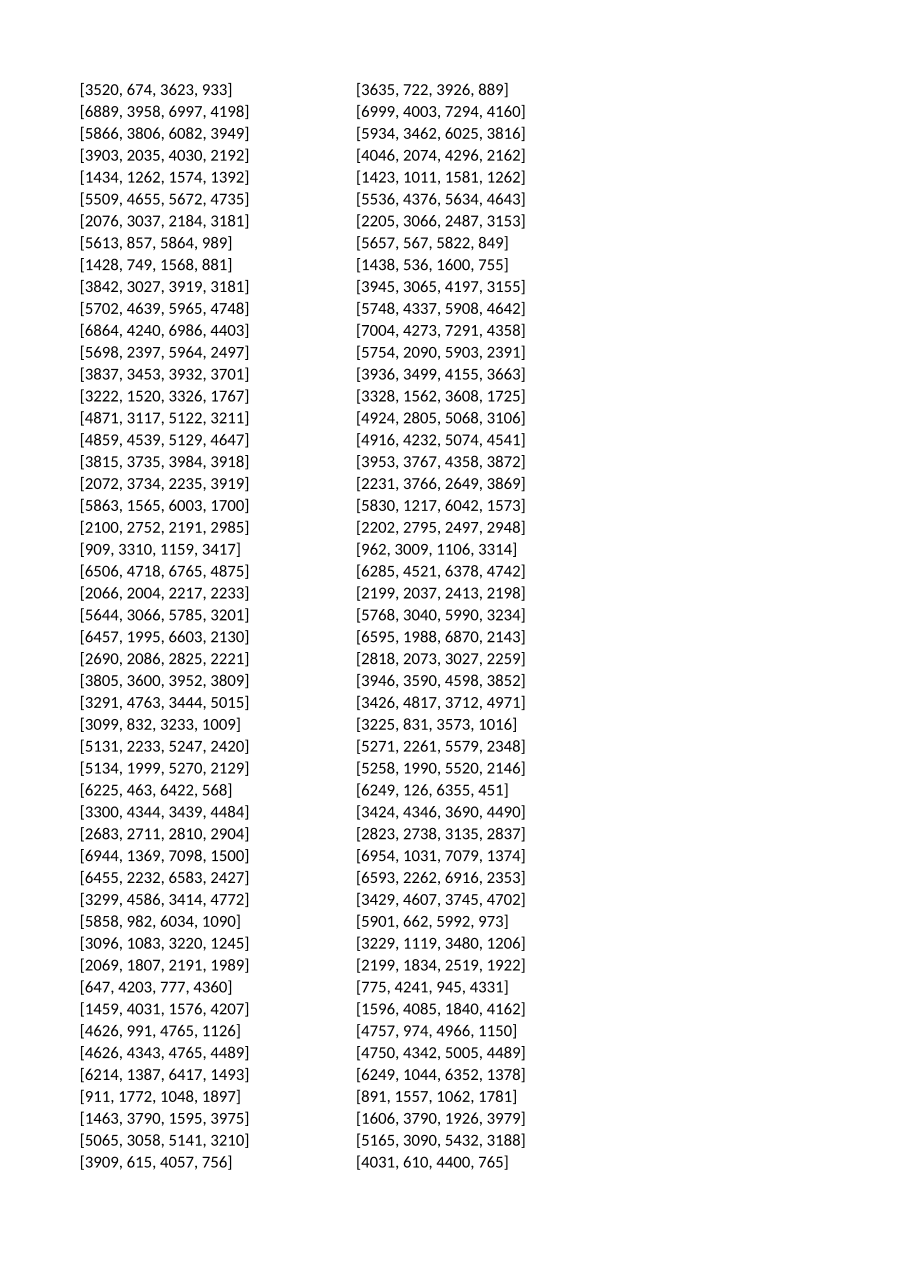 [3520, 674, 3623, 933] [3635, 722, 3926, 889]
[6889, 3958, 6997, 4198] [6999, 4003, 7294, 4160]
[5866, 3806, 6082, 3949] [5934, 3462, 6025, 3816]
[3903, 2035, 4030, 2192] [4046, 2074, 4296, 2162]
[1434, 1262, 1574, 1392] [1423, 1011, 1581, 1262]
[5509, 4655, 5672, 4735] [5536, 4376, 5634, 4643]
[2076, 3037, 2184, 3181] [2205, 3066, 2487, 3153]
[5613, 857, 5864, 989] [5657, 567, 5822, 849]
[1428, 749, 1568, 881] [1438, 536, 1600, 755]
[3842, 3027, 3919, 3181] [3945, 3065, 4197, 3155]
[5702, 4639, 5965, 4748] [5748, 4337, 5908, 4642]
[6864, 4240, 6986, 4403] [7004, 4273, 7291, 4358]
[5698, 2397, 5964, 2497] [5754, 2090, 5903, 2391]
[3837, 3453, 3932, 3701] [3936, 3499, 4155, 3663]
[3222, 1520, 3326, 1767] [3328, 1562, 3608, 1725]
[4871, 3117, 5122, 3211] [4924, 2805, 5068, 3106]
[4859, 4539, 5129, 4647] [4916, 4232, 5074, 4541]
[3815, 3735, 3984, 3918] [3953, 3767, 4358, 3872]
[2072, 3734, 2235, 3919] [2231, 3766, 2649, 3869]
[5863, 1565, 6003, 1700] [5830, 1217, 6042, 1573]
[2100, 2752, 2191, 2985] [2202, 2795, 2497, 2948]
[909, 3310, 1159, 3417] [962, 3009, 1106, 3314]
[6506, 4718, 6765, 4875] [6285, 4521, 6378, 4742]
[2066, 2004, 2217, 2233] [2199, 2037, 2413, 2198]
[5644, 3066, 5785, 3201] [5768, 3040, 5990, 3234]
[6457, 1995, 6603, 2130] [6595, 1988, 6870, 2143]
[2690, 2086, 2825, 2221] [2818, 2073, 3027, 2259]
[3805, 3600, 3952, 3809] [3946, 3590, 4598, 3852]
[3291, 4763, 3444, 5015] [3426, 4817, 3712, 4971]
[3099, 832, 3233, 1009] [3225, 831, 3573, 1016]
[5131, 2233, 5247, 2420] [5271, 2261, 5579, 2348]
[5134, 1999, 5270, 2129] [5258, 1990, 5520, 2146]
[6225, 463, 6422, 568] [6249, 126, 6355, 451]
[3300, 4344, 3439, 4484] [3424, 4346, 3690, 4490]
[2683, 2711, 2810, 2904] [2823, 2738, 3135, 2837]
[6944, 1369, 7098, 1500] [6954, 1031, 7079, 1374]
[6455, 2232, 6583, 2427] [6593, 2262, 6916, 2353]
[3299, 4586, 3414, 4772] [3429, 4607, 3745, 4702]
[5858, 982, 6034, 1090] [5901, 662, 5992, 973]
[3096, 1083, 3220, 1245] [3229, 1119, 3480, 1206]
[2069, 1807, 2191, 1989] [2199, 1834, 2519, 1922]
[647, 4203, 777, 4360] [775, 4241, 945, 4331]
[1459, 4031, 1576, 4207] [1596, 4085, 1840, 4162]
[4626, 991, 4765, 1126] [4757, 974, 4966, 1150]
[4626, 4343, 4765, 4489] [4750, 4342, 5005, 4489]
[6214, 1387, 6417, 1493] [6249, 1044, 6352, 1378]
[911, 1772, 1048, 1897] [891, 1557, 1062, 1781]
[1463, 3790, 1595, 3975] [1606, 3790, 1926, 3979]
[5065, 3058, 5141, 3210] [5165, 3090, 5432, 3188]
[3909, 615, 4057, 756] [4031, 610, 4400, 765]